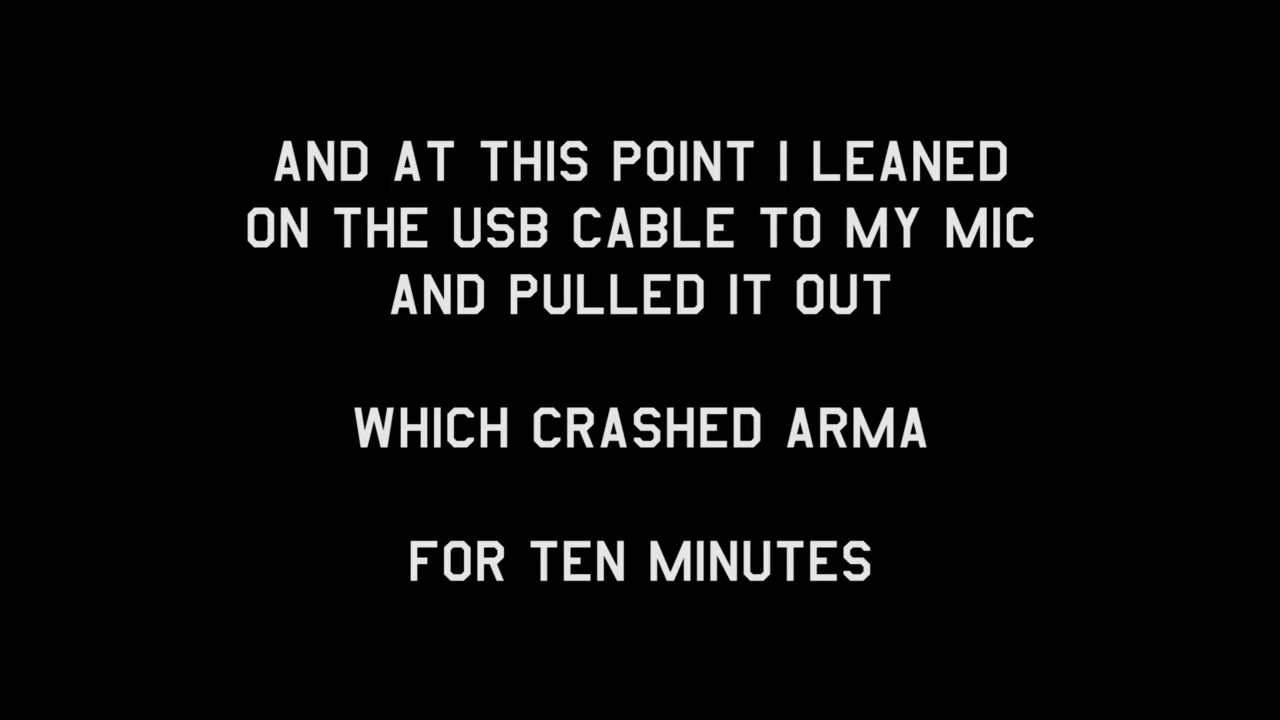 AND AT THIS POINT I LEANED
ON THE USB CABLE TO MY MIC
AND PULLED IT OUT
WHICH CRASHED ARMA
FOR TEN MINUTES